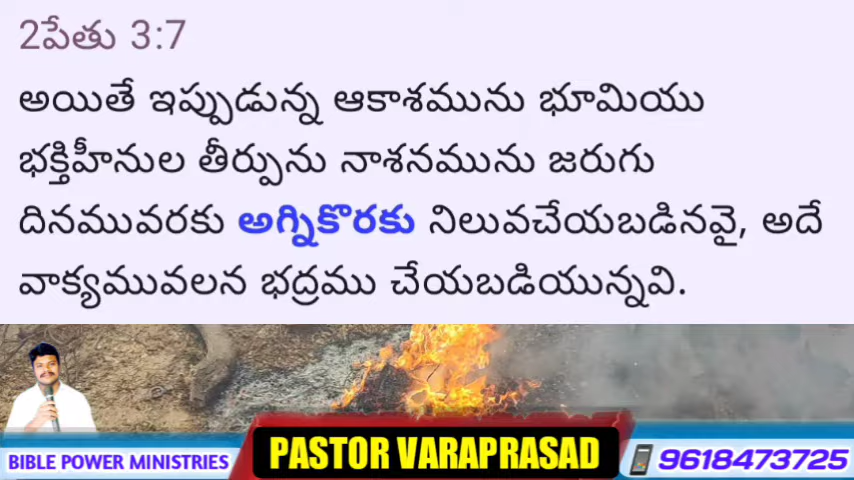 2పేతు 3:7
అయితే ఇప్పుడున్న ఆకాశమును భూమియు
భక్తిహీనుల తీర్పును నాశనమును జరుగు
దినమువరకు అగ్నికొరకు నిలువచేయబడినవై, అదే
వాక్యమువలన భద్రము చేయబడియున్నవి.
BIBLE POWER MINISTRIES
PASTOR VARAPRASAD
9618473725